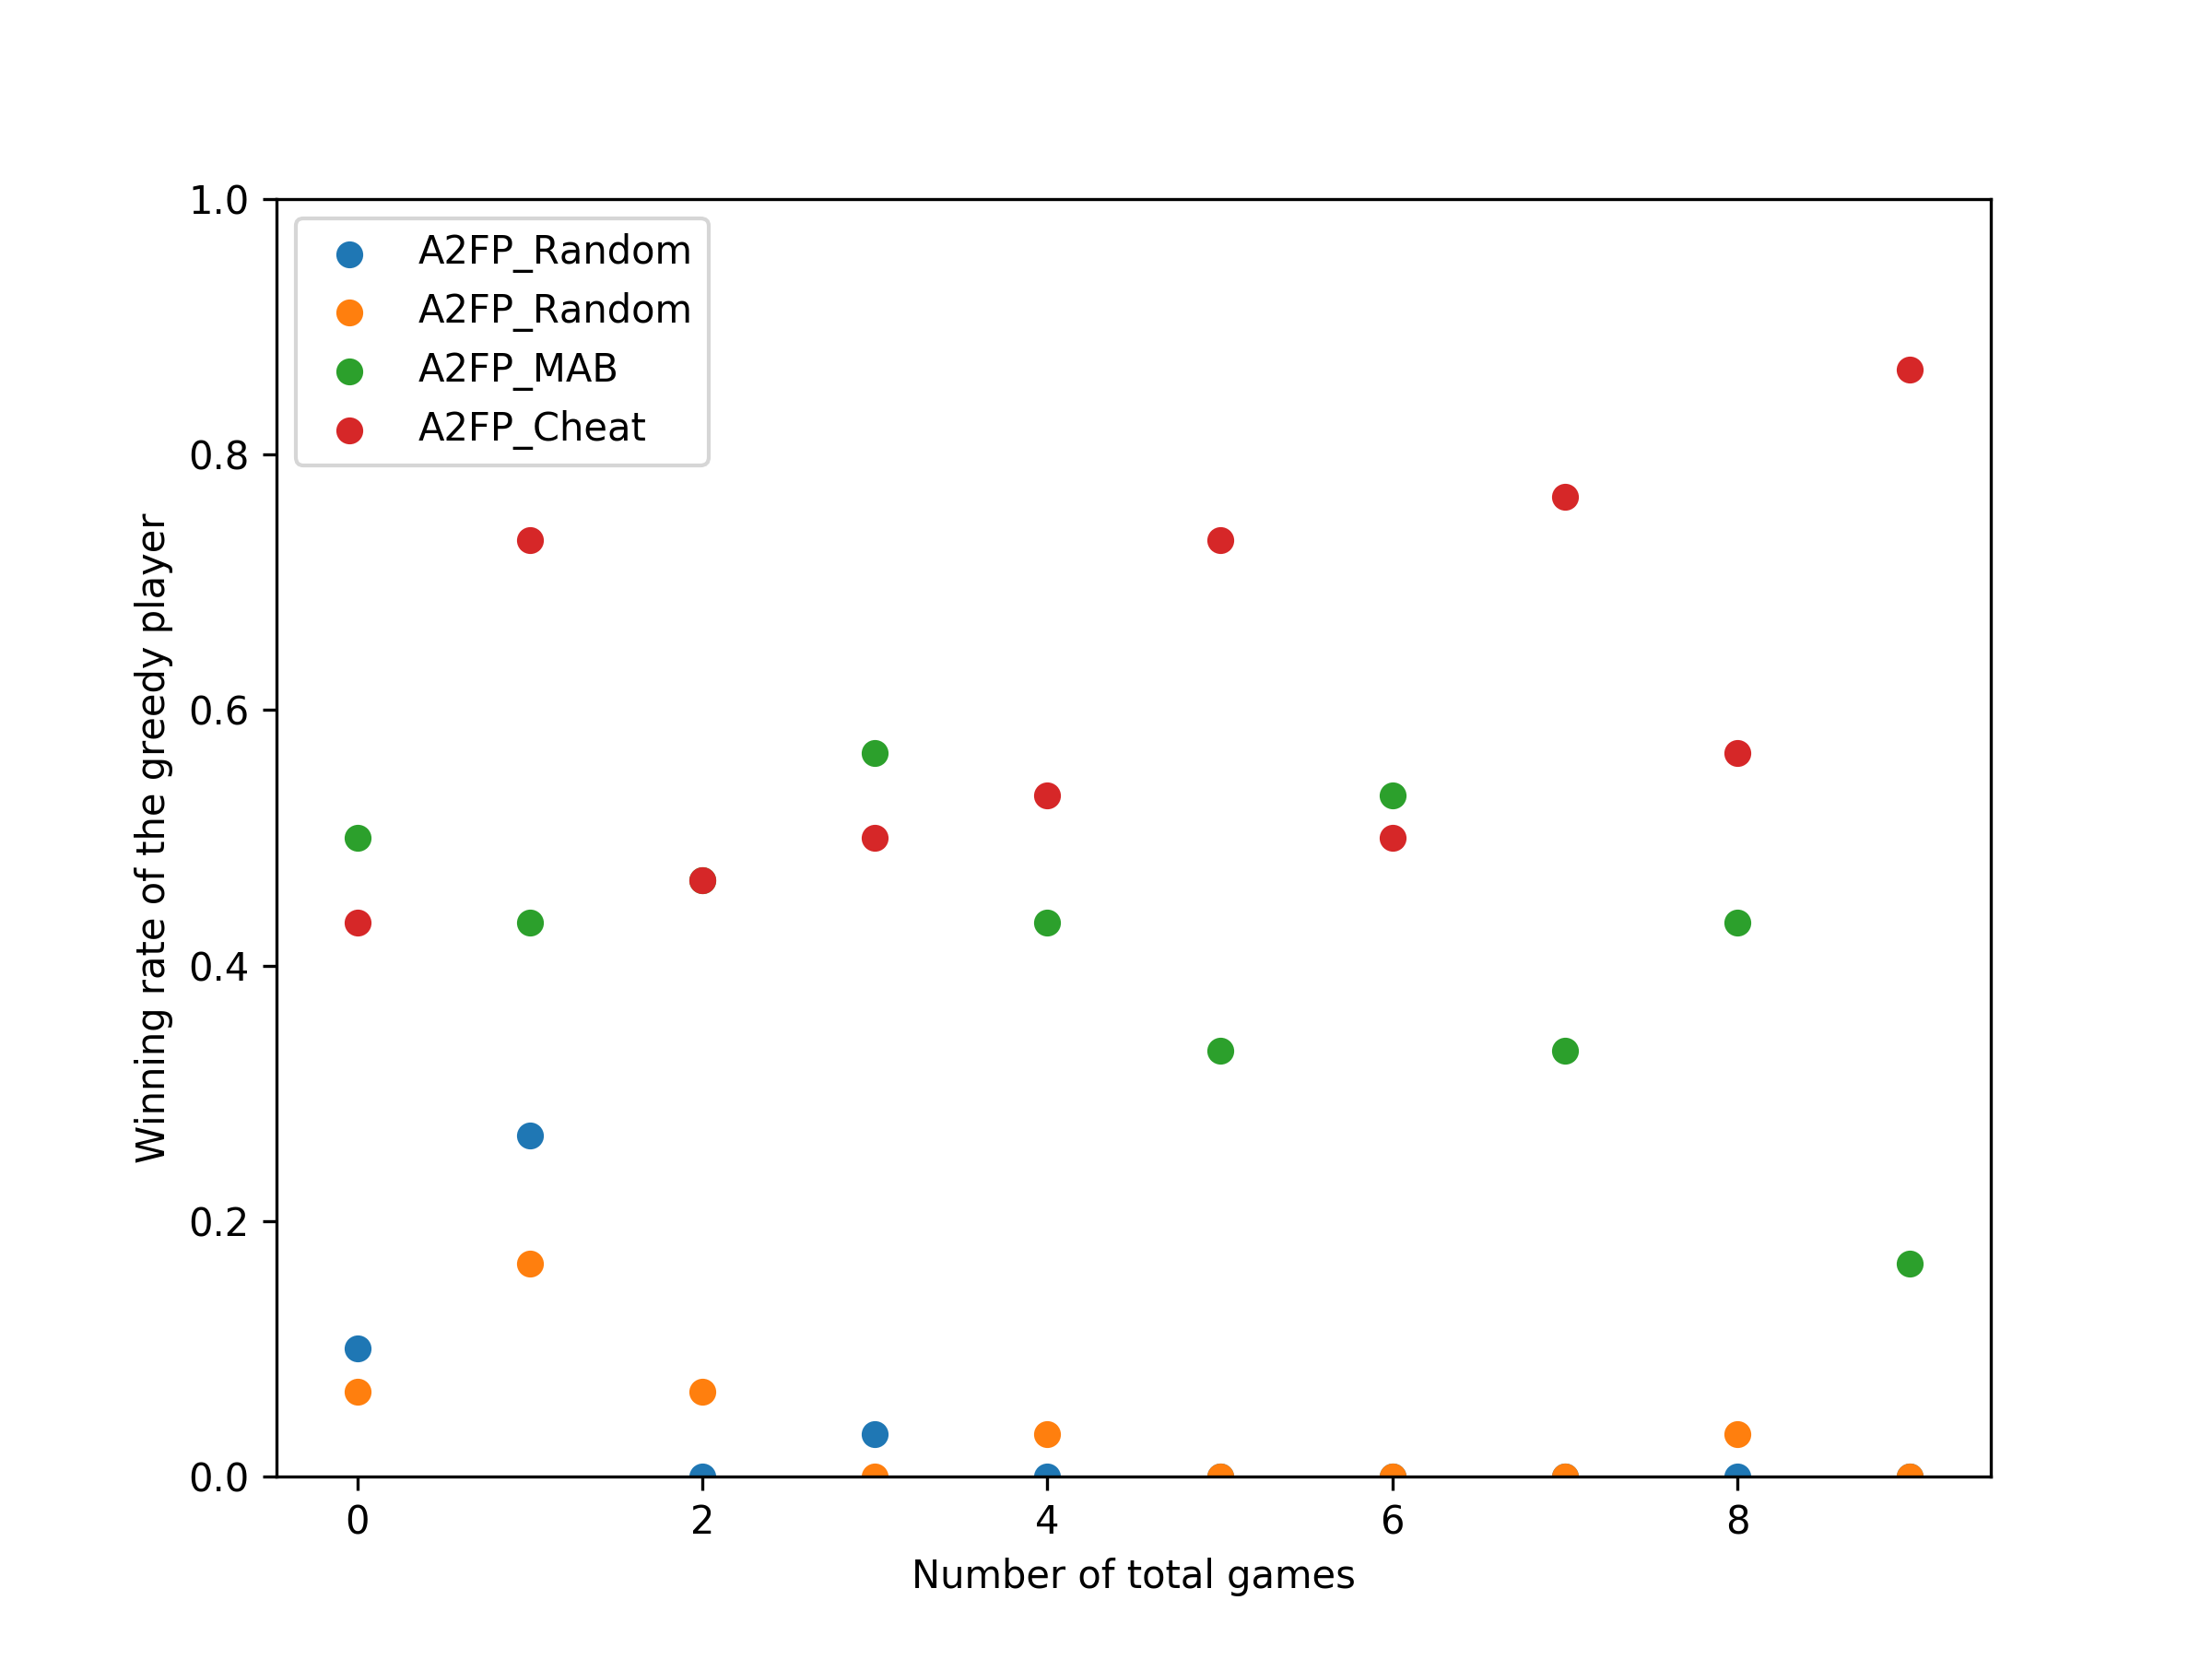 1.0
0.8
0.6
0.4
0.2
0.0
Winning rate of the greedy player
A2FP_Random
A2FP_Random
A2FP_MAB
A2FP_Cheat
0 2 4 6 8
Number of total games